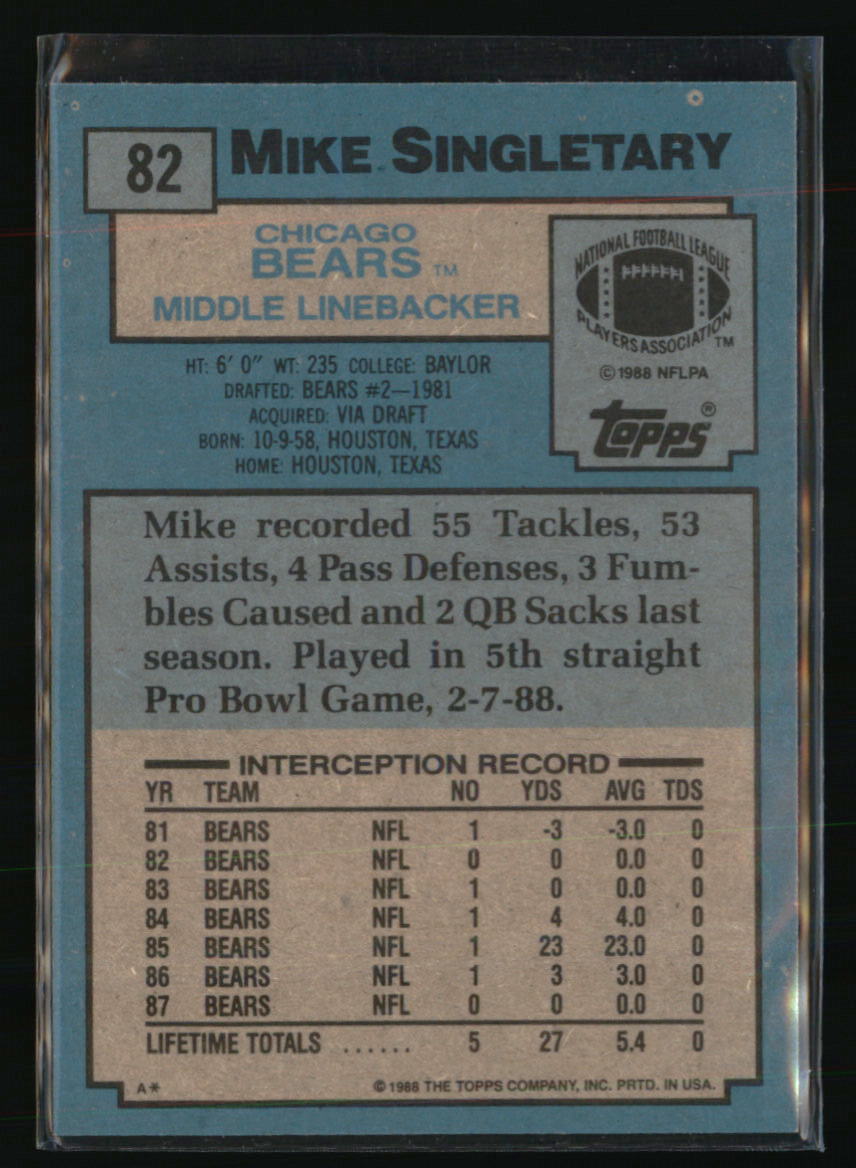 82
MIKE SINGLETARY
CHICAGO
BEARS TM
MIDDLE LINEBACKER
NATIONAL FOOTBALL LEAGUE
PLAYERS ASSOCIATION TM
© 1988 NFLPA
topps®
HT: 6' 0" WT: 235 COLLEGE: BAYLOR
DRAFTED: BEARS #2—1981
ACQUIRED: VIA DRAFT
BORN: 10-9-58, HOUSTON, TEXAS
HOME: HOUSTON, TEXAS
Mike recorded 55 Tackles, 53
Assists, 4 Pass Defenses, 3 Fum-
bles Caused and 2 QB Sacks last
season. Played in 5th straight
Pro Bowl Game, 2-7-88.
INTERCEPTION RECORD
YR TEAM NO YDS AVG TDS
81 BEARS NFL 1 -3 -3.0 0
82 BEARS NFL 0 0 0.0 0
83 BEARS NFL 1 0 0.0 0
84 BEARS NFL 1 4 4.0 0
85 BEARS NFL 1 23 23.0 0
86 BEARS NFL 1 3 3.0 0
87 BEARS NFL 0 0 0.0 0
LIFETIME TOTALS ...... 5 27 5.4 0
A* © 1988 THE TOPPS COMPANY, INC. PRTD. IN USA.